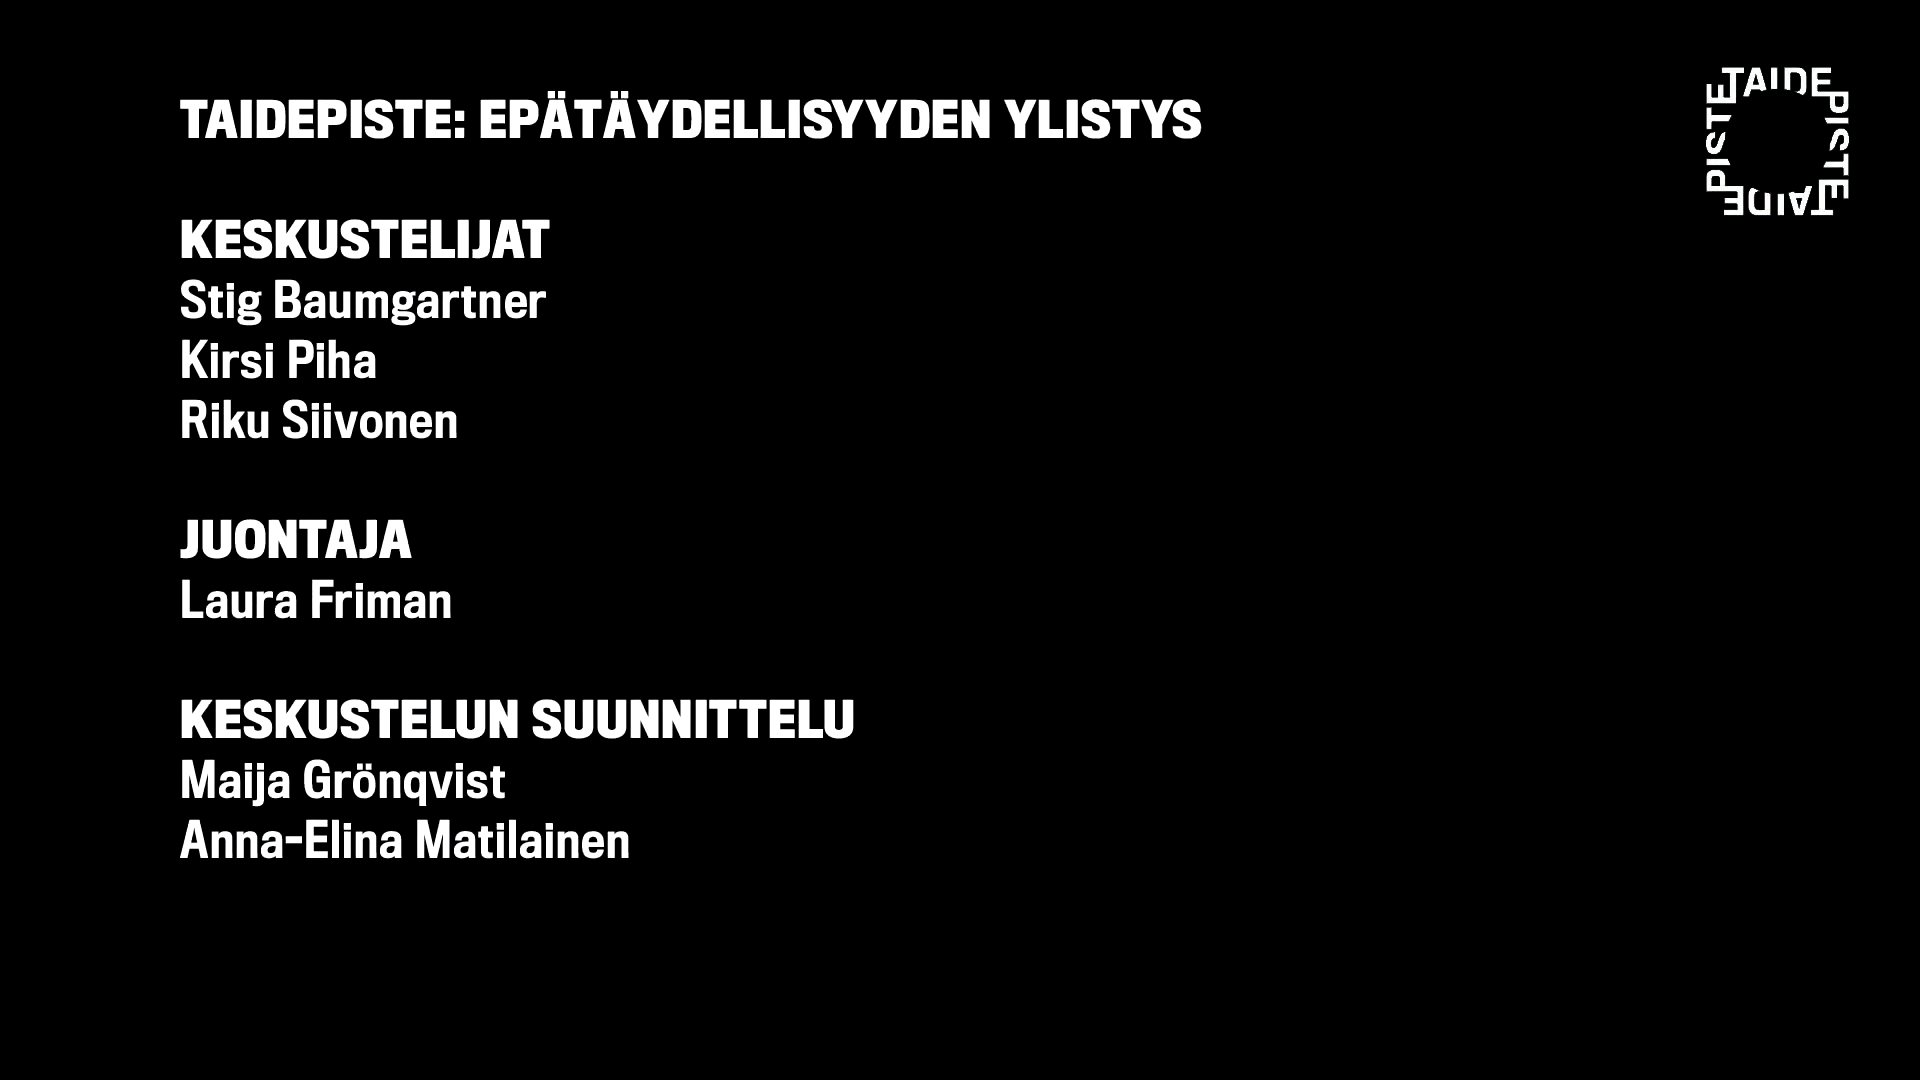 TAIDEPISTE: EPÄTÄYDELLISYYDEN YLISTYS
KESKUSTELIJAT
Stig Baumgartner
Kirsi Piha
Riku Siivonen
JUONTAJA
Laura Friman
KESKUSTELUN SUUNNITTELU
Maija Grönqvist
Anna-Elina Matilainen
TAIDE
PISTE
TAIDE
PISTE